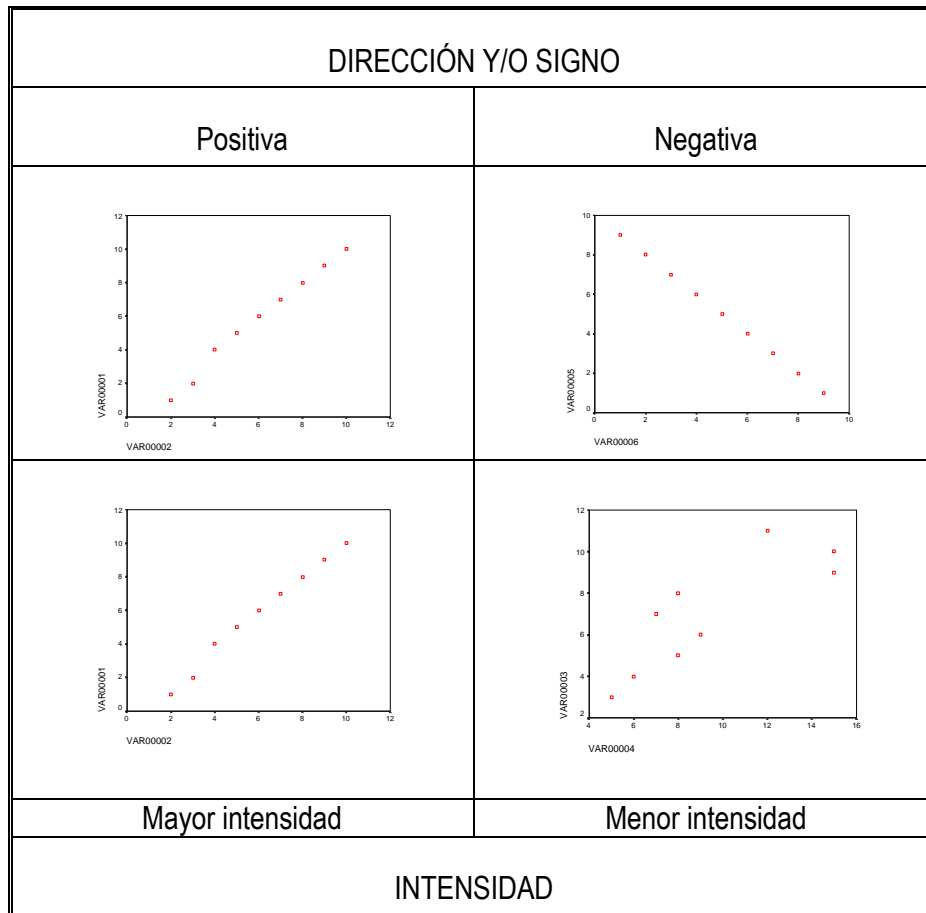 DIRECCIÓN Y/O SIGNO
Positiva
Negativa
12
10
8
6
4
2
0
VAR00001
0 2 4 6 8 10 12
VAR00002
10
8
6
4
2
0
VAR00005
0 2 4 6 8 10
VAR00006
12
10
8
6
4
2
0
VAR00001
0 2 4 6 8 10 12
VAR00002
12
10
8
6
4
2
VAR00003
4 6 8 10 12 14 16
VAR00004
Mayor intensidad
Menor intensidad
INTENSIDAD